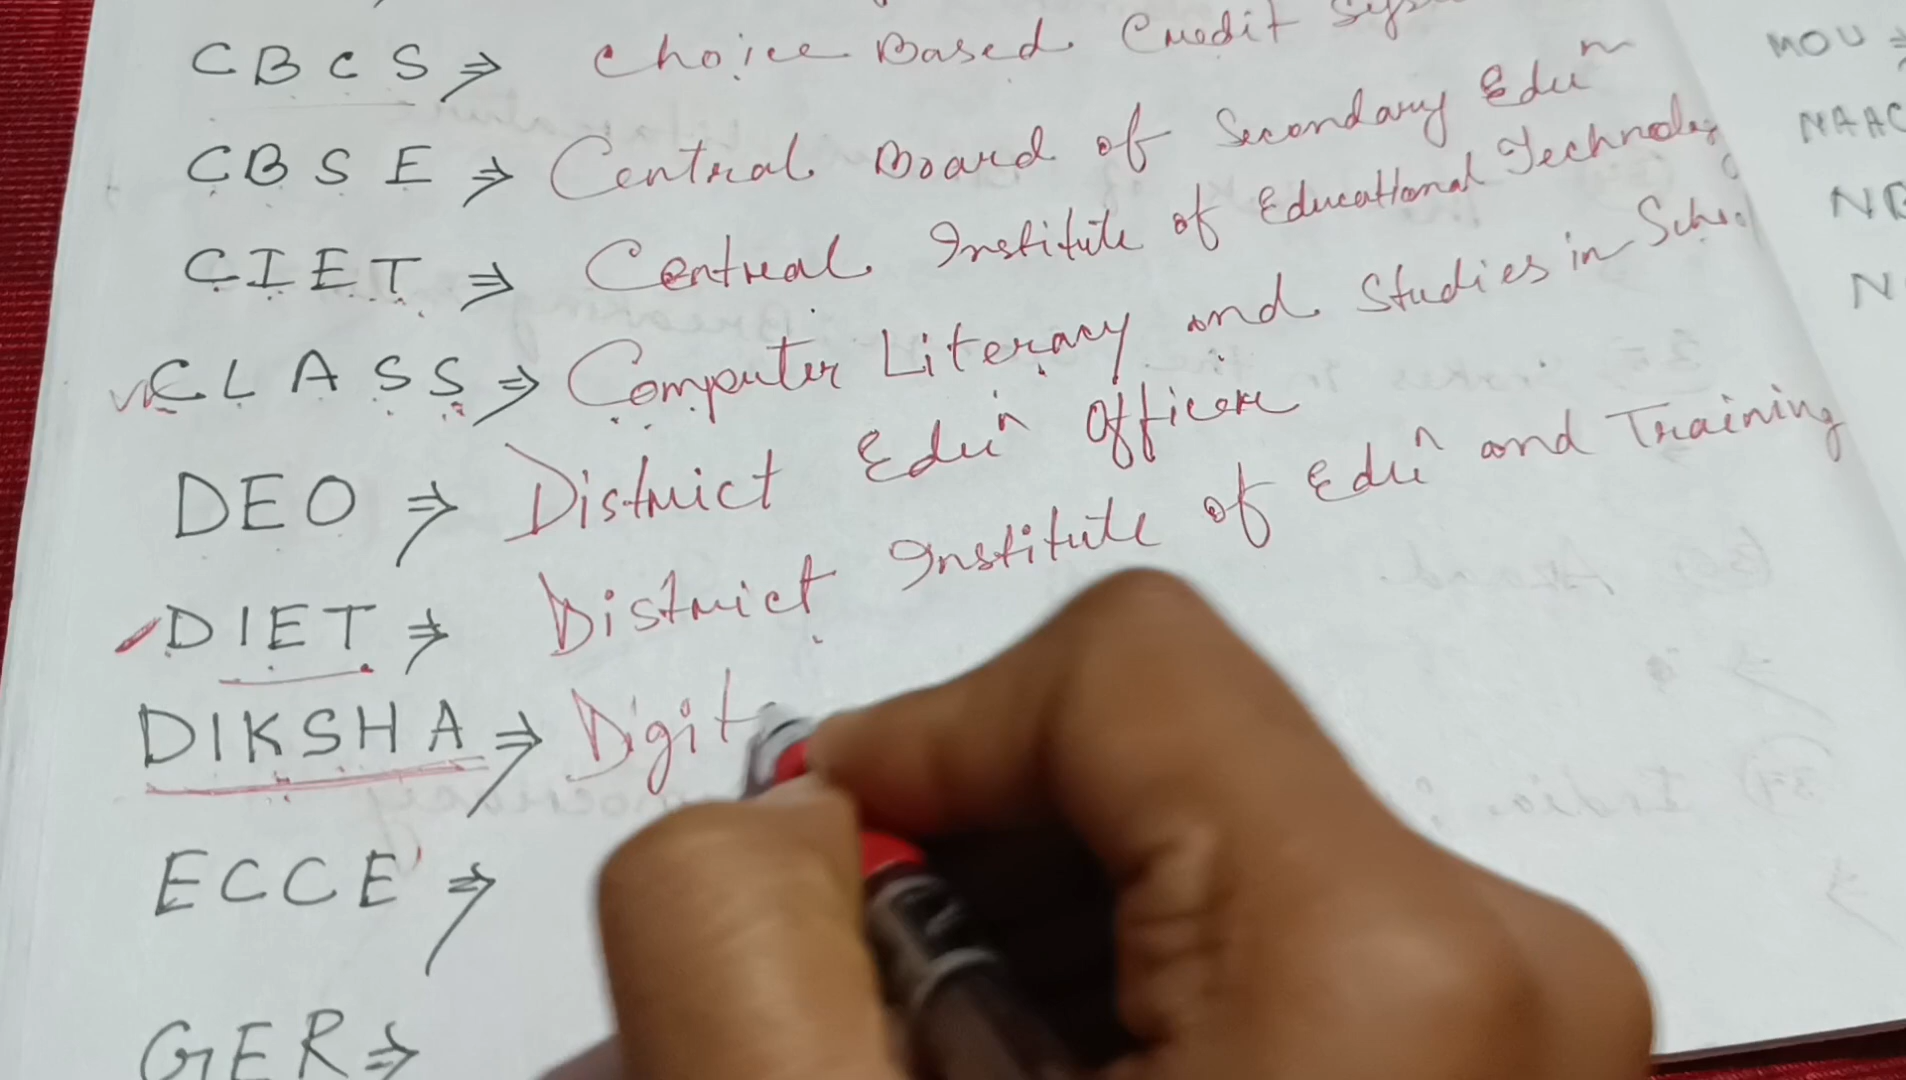 CBCS ⇒ Choice Based Credit
CBSE ⇒ Central Board of Secondary Eduⁿ
CIET ⇒ Central Institute of Educational Technology
CLASS ⇒ Computer Literary and Studies in
DEO ⇒ District Eduⁿ Officer
DIET ⇒ District Institute of Eduⁿ and Training
DIKSHA ⇒ Digit
ECCE ⇒
GER ⇒
MOU ⇒
NAAC